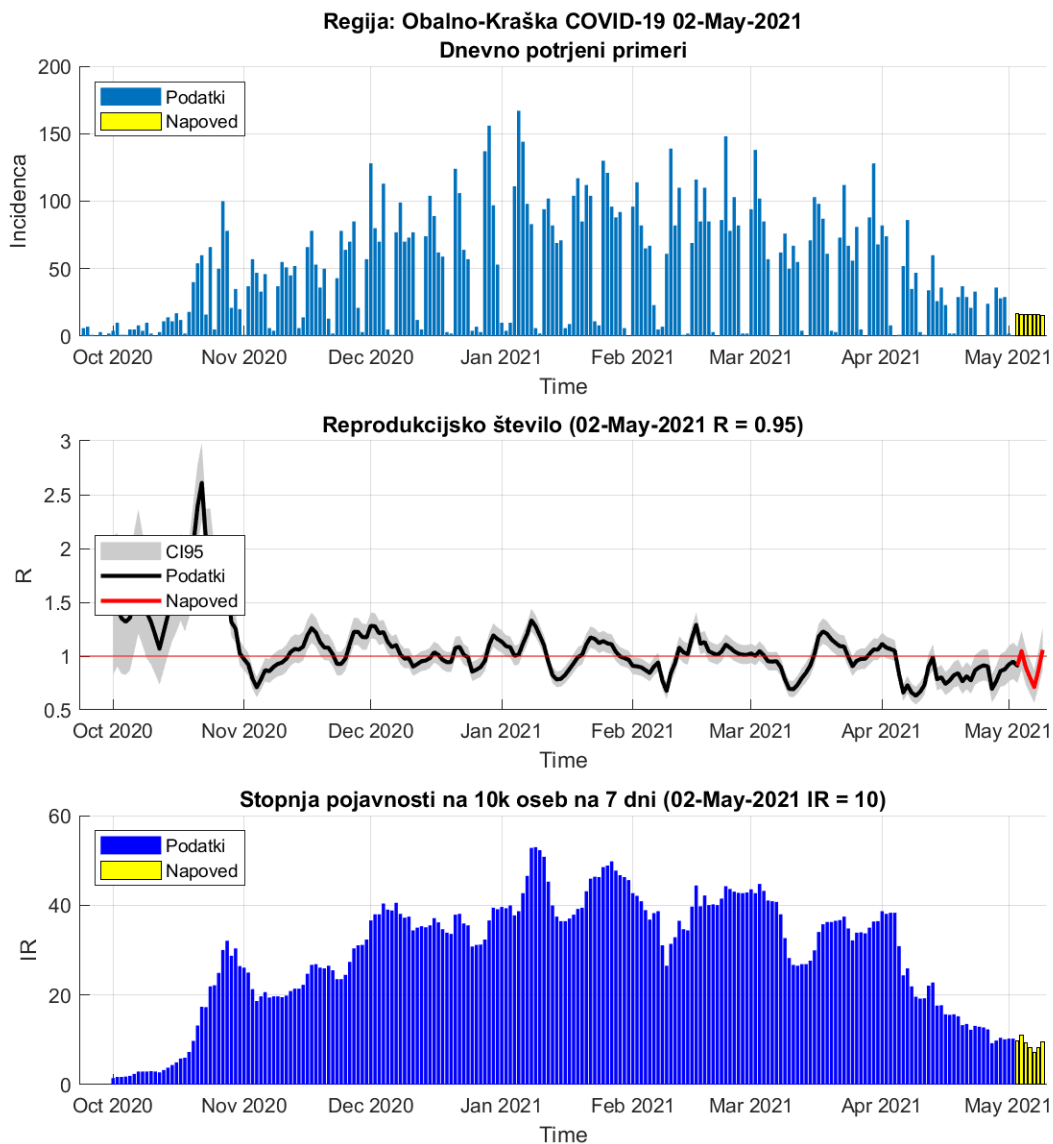 Regija: Obalno-Kraška COVID-19 02-May-2021
Dnevno potrjeni primeri
200
150
100
50
0
Incidenca
Podatki
Napoved
Oct 2020 Nov 2020 Dec 2020 Jan 2021 Feb 2021 Mar 2021 Apr 2021 May 2021
Time
Reprodukcijsko število (02-May-2021 R = 0.95)
3
2.5
2
1.5
1
0.5
R
CI95
Podatki
Napoved
Oct 2020 Nov 2020 Dec 2020 Jan 2021 Feb 2021 Mar 2021 Apr 2021 May 2021
Time
Stopnja pojavnosti na 10k oseb na 7 dni (02-May-2021 IR = 10)
60
40
20
0
IR
Podatki
Napoved
Oct 2020 Nov 2020 Dec 2020 Jan 2021 Feb 2021 Mar 2021 Apr 2021 May 2021
Time